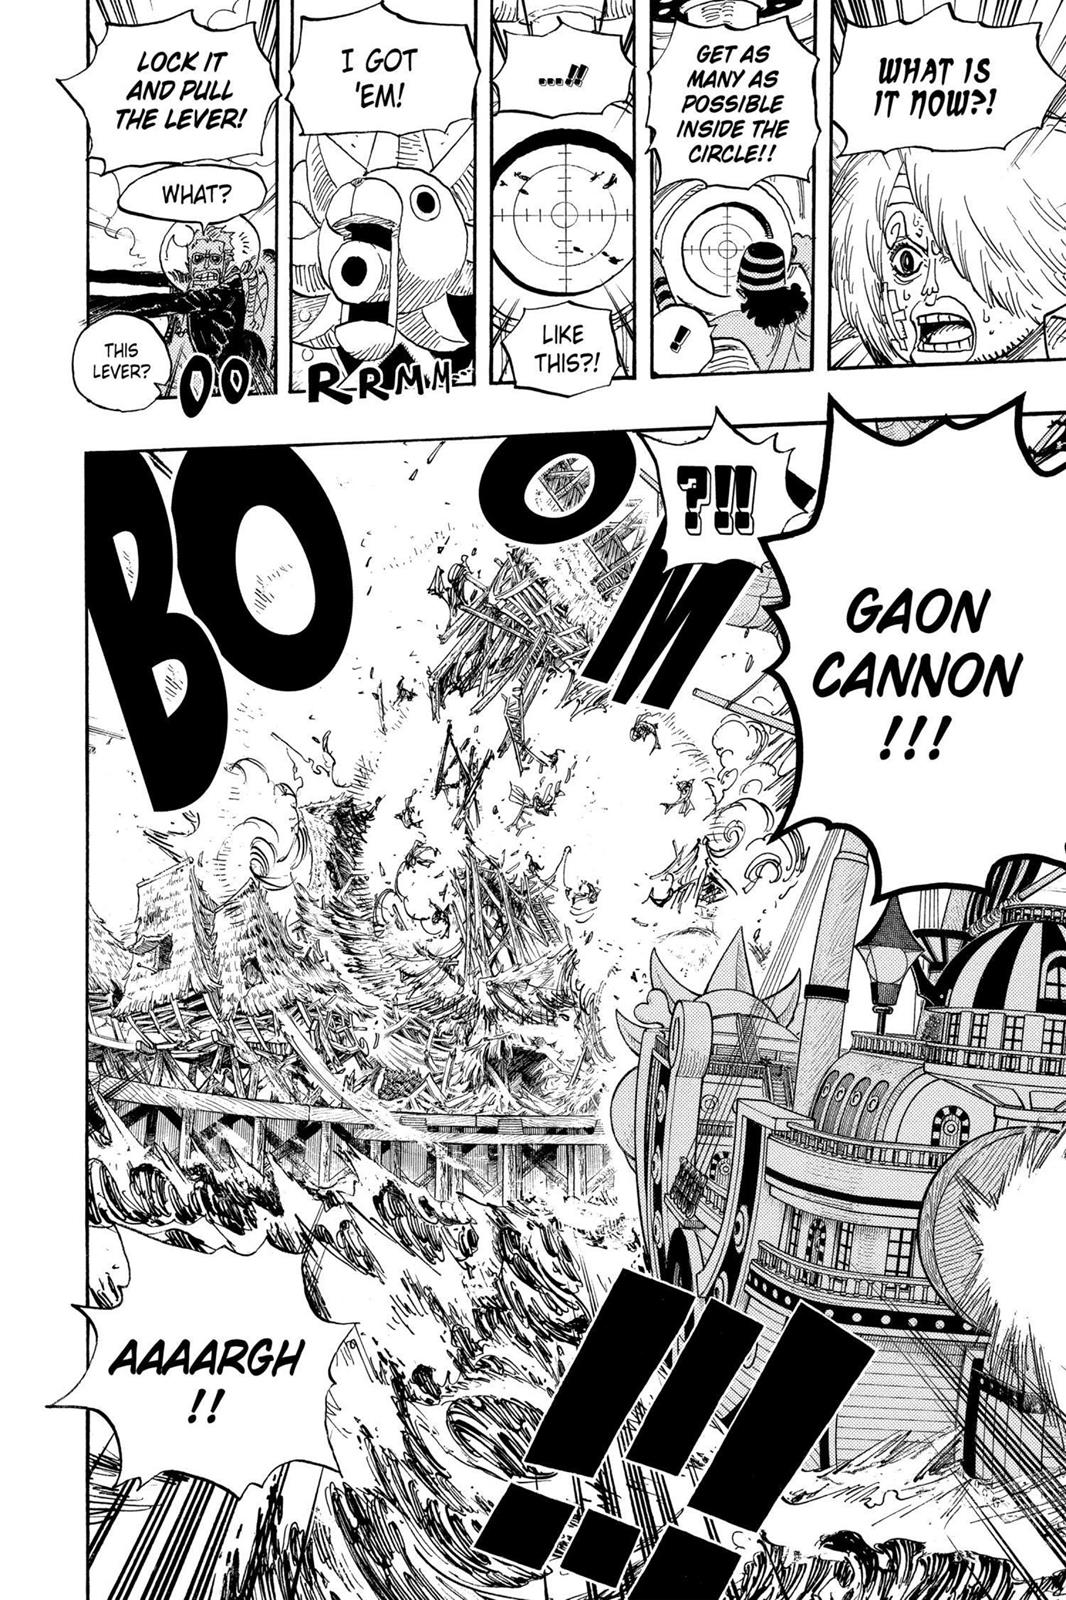 WHAT IS
IT NOW?!
GET AS
MANY AS
POSSIBLE
INSIDE THE
CIRCLE!!
!
....!!
LIKE
THIS?!
I GOT
'EM!
RRMM
LOCK IT
AND PULL
THE LEVER!
WHAT?
THIS
LEVER?
OO
GAON
CANNON
!!!
?!!
BOOM
!!!
AAAARGH
!!